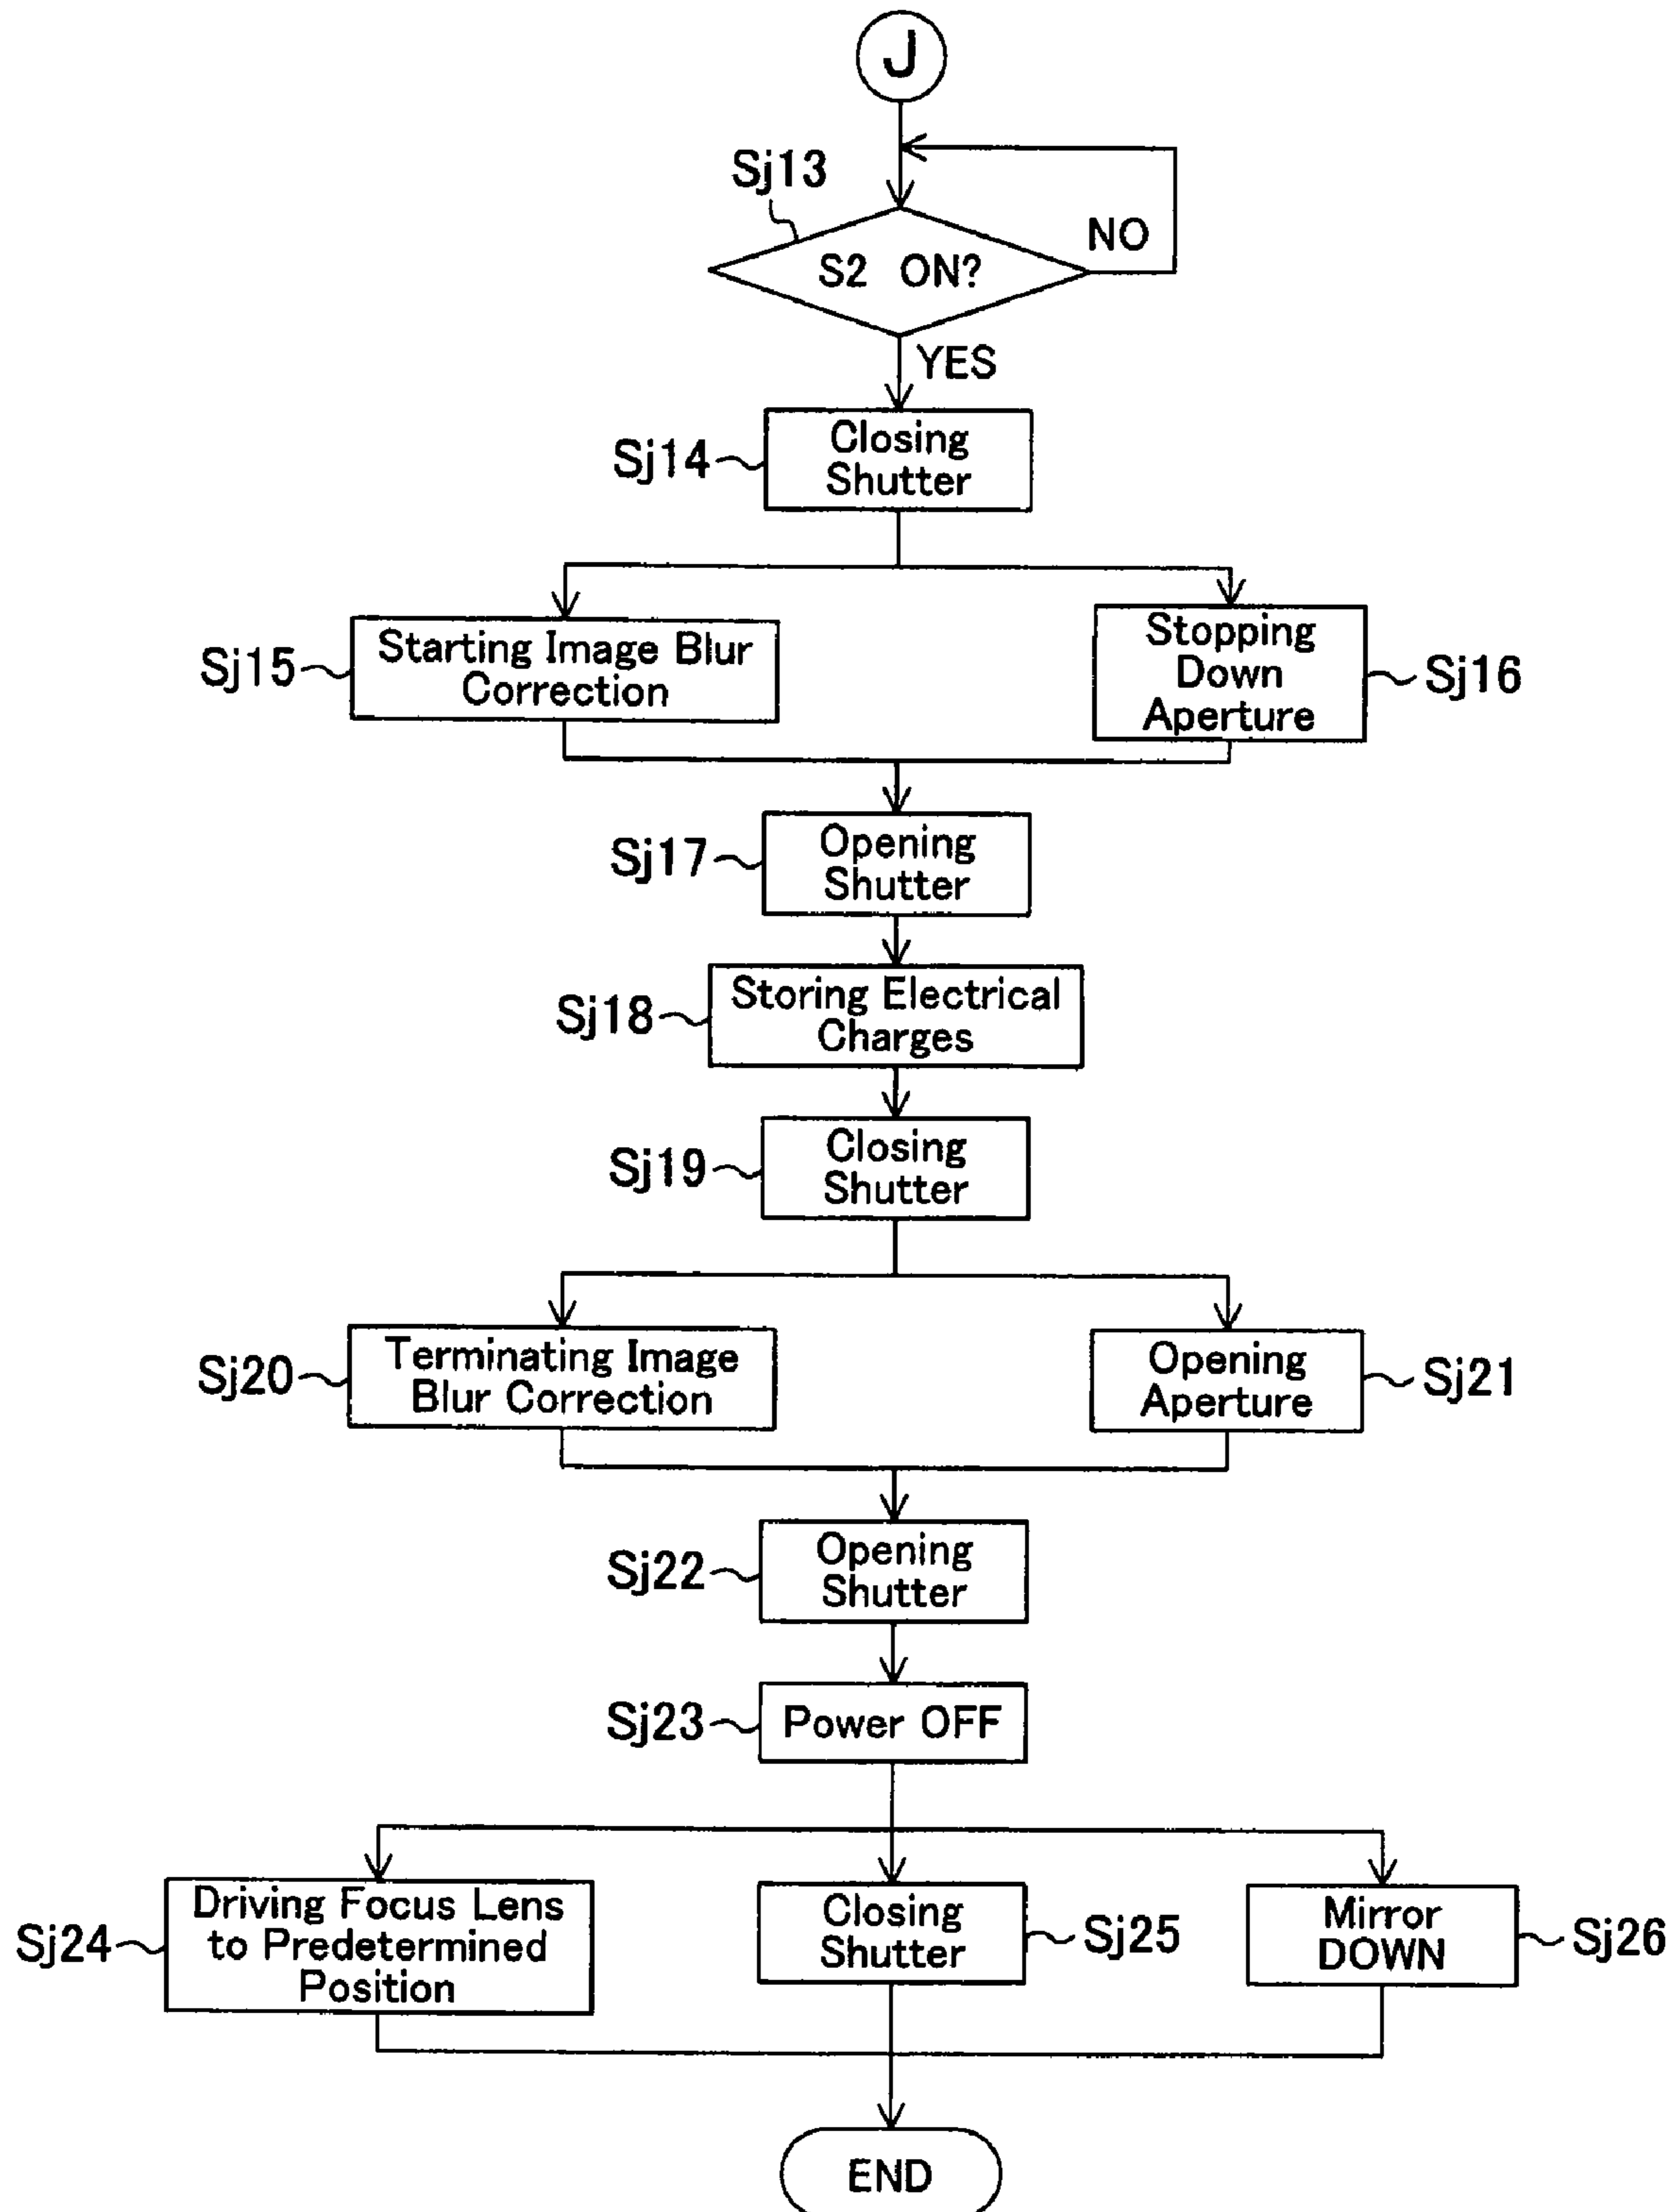 J
Sj13
NO
S2 ON?
YES
Sj14
Closing
Shutter
Sj15
Starting Image Blur
Correction
Stopping
Down
Aperture
Sj16
Sj17
Opening
Shutter
Sj18
Storing Electrical
Charges
Sj19
Closing
Shutter
Sj20
Terminating Image
Blur Correction
Opening
Aperture
Sj21
Sj22
Opening
Shutter
Sj23
Power OFF
Sj24
Driving Focus Lens
to Predetermined
Position
Closing
Shutter
Sj25
Mirror
DOWN
Sj26
END